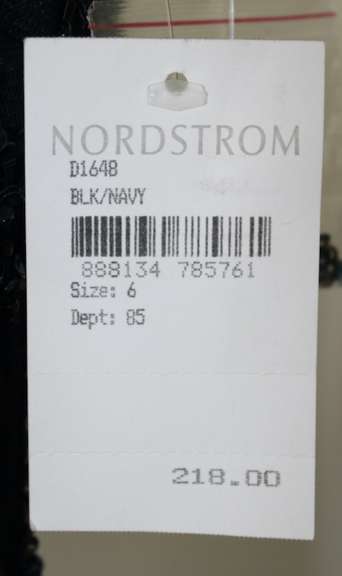 NORDSTROM
D1648
BLK/NAVY
888134 785761
Size: 6
Dept: 85
218.00